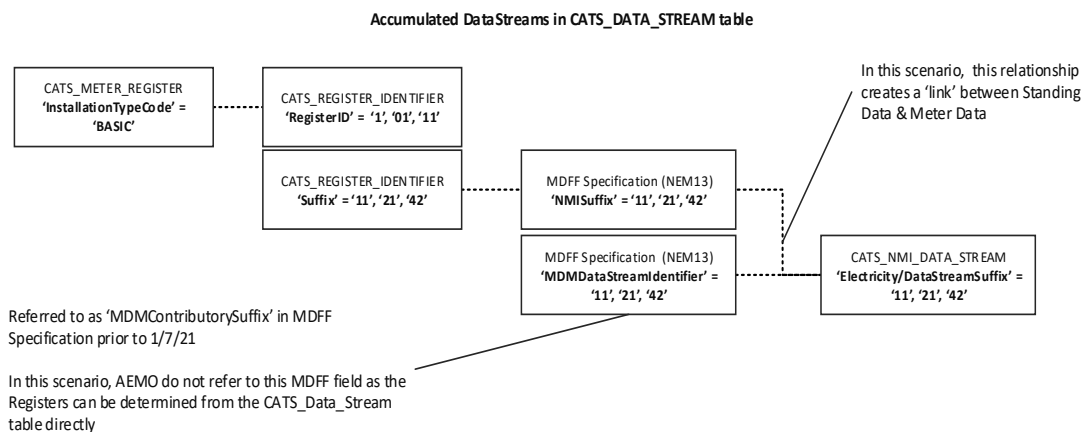 Accumulated DataStreams in CATS_DATA_STREAM table
CATS_METER_REGISTER
‘InstallationTypeCode’ =
‘BASIC’
CATS_REGISTER_IDENTIFIER
‘RegisterID’ = ‘1’, ‘01’, ‘11’
In this scenario, this relationship
creates a ‘link’ between Standing
Data & Meter Data
CATS_REGISTER_IDENTIFIER
‘Suffix’ = ‘11’, ‘21’, ‘42’
MDFF Specification (NEM13)
‘NMISuffix’ = ‘11’, ‘21’, ‘42’
MDFF Specification (NEM13)
‘MDMDataStreamIdentifier’ =
‘11’, ‘21’, ‘42’
CATS_NMI_DATA_STREAM
‘Electricity/DataStreamSuffix’ =
‘11’, ‘21’, ‘42’
Referred to as ‘MDMContributorySuffix’ in MDFF
Specification prior to 1/7/21
In this scenario, AEMO do not refer to this MDFF field as the
Registers can be determined from the CATS_Data_Stream
table directly